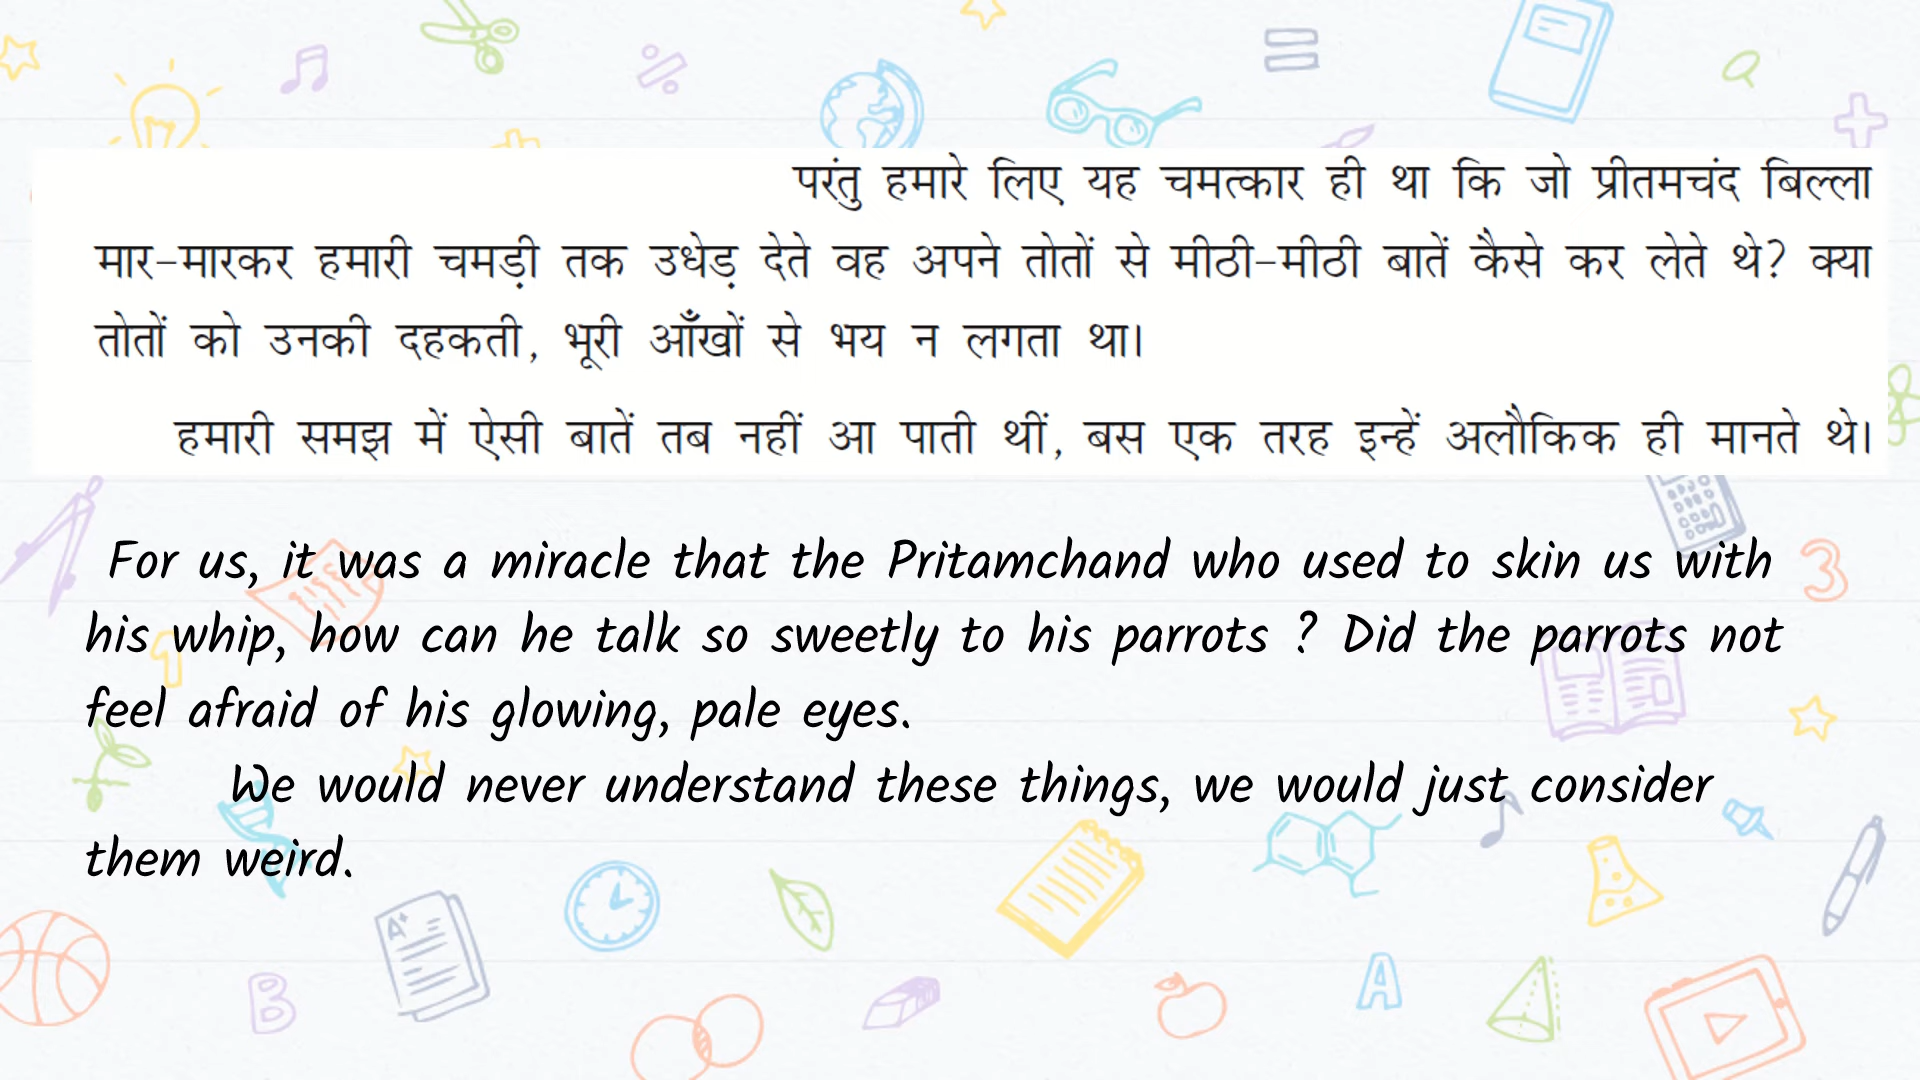 परंतु हमारे लिए यह चमत्कार ही था कि जो प्रीतमचंद बिल्ला
मार-मारकर हमारी चमड़ी तक उधेड़ देते वह अपने तोतों से मीठी-मीठी बातें कैसे कर लेते थे? क्या
तोतों को उनकी दहकती, भूरी आँखों से भय न लगता था।
हमारी समझ में ऐसी बातें तब नहीं आ पाती थीं, बस एक तरह इन्हें अलौकिक ही मानते थे।
For us, it was a miracle that the Pritamchand who used to skin us with
his whip, how can he talk so sweetly to his parrots ? Did the parrots not
feel afraid of his glowing, pale eyes.
We would never understand these things, we would just consider
them weird.
3
1
A+
B
A